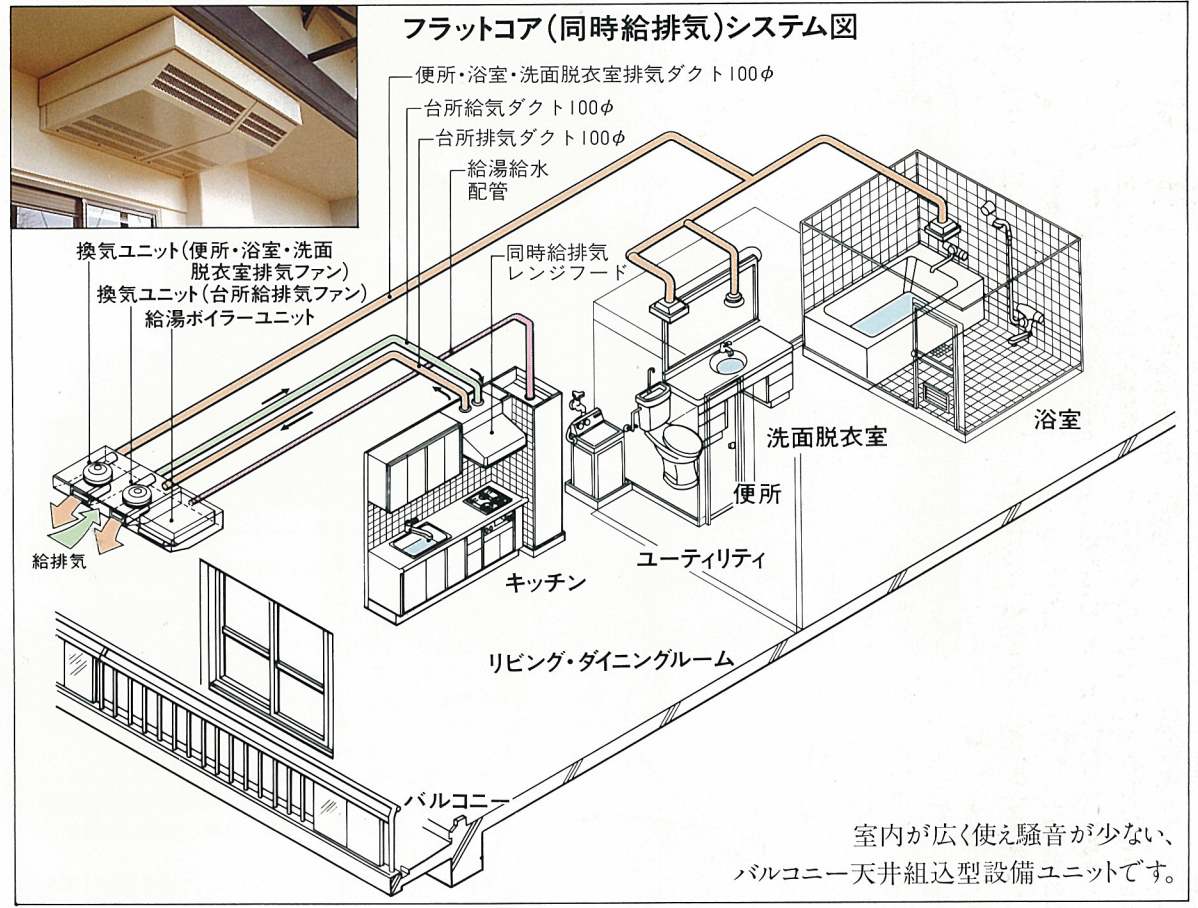 フラットコア(同時給排気)システム図
便所・浴室・洗面脱衣室排気ダクト100φ
台所給気ダクト100φ
台所排気ダクト100φ
給湯給水
配管
同時給排気
レンジフード
換気ユニット(便所・浴室・洗面
脱衣室排気ファン)
換気ユニット(台所給排気ファン)
給湯ボイラーユニット
給排気
浴室
洗面脱衣室
便所
ユーティリティ
キッチン
リビング・ダイニングルーム
バルコニー
室内が広く使え騒音が少ない、
バルコニー天井組込型設備ユニットです。